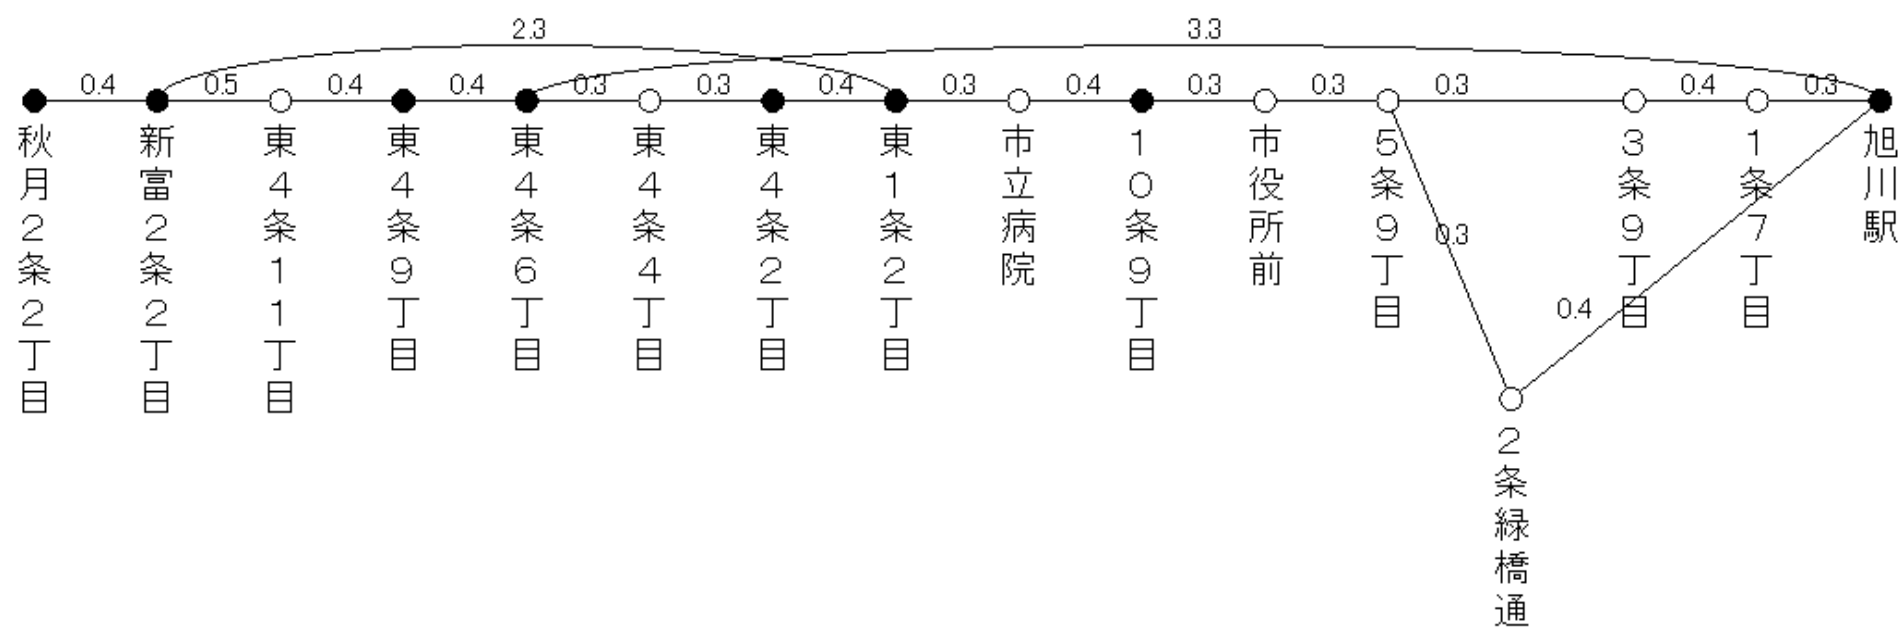 2.3
3.3
0.4
0.5
0.4
0.4
0.3
0.3
0.4
0.3
0.4
0.3
0.3
0.3
0.4
0.3
秋月2条2丁目
新富2条2丁目
東4条11丁目
東4条9丁目
東4条6丁目
東4条4丁目
東4条2丁目
東1条2丁目
市立病院
10条9丁目
市役所前
5条9丁目
3条9丁目
1条7丁目
旭川駅
0.3
0.4
2条緑橋通